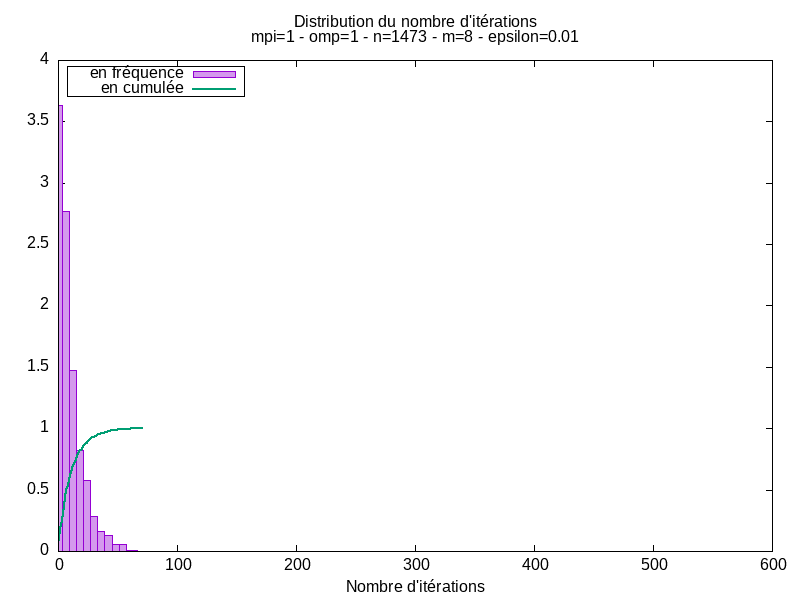 Distribution du nombre d'itérations
mpi=1 - omp=1 - n=1473 - m=8 - epsilon=0.01
en fréquence
en cumulée
4
3.5
3
2.5
2
1.5
1
0.5
0
0 100 200 300 400 500 600
Nombre d'itérations